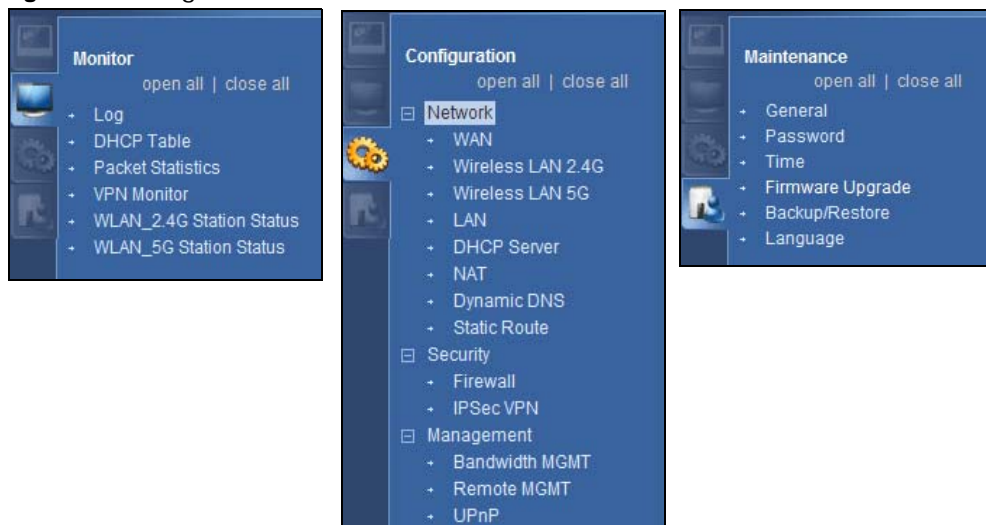 Monitor
open all | close all
Log
DHCP Table
Packet Statistics
VPN Monitor
WLAN_2.4G Station Status
WLAN_5G Station Status
Configuration
open all | close all
Network
WAN
Wireless LAN 2.4G
Wireless LAN 5G
LAN
DHCP Server
NAT
Dynamic DNS
Static Route
Security
Firewall
IPSec VPN
Management
Bandwidth MGMT
Remote MGMT
UPnP
Maintenance
open all | close all
General
Password
Time
Firmware Upgrade
Backup/Restore
Language